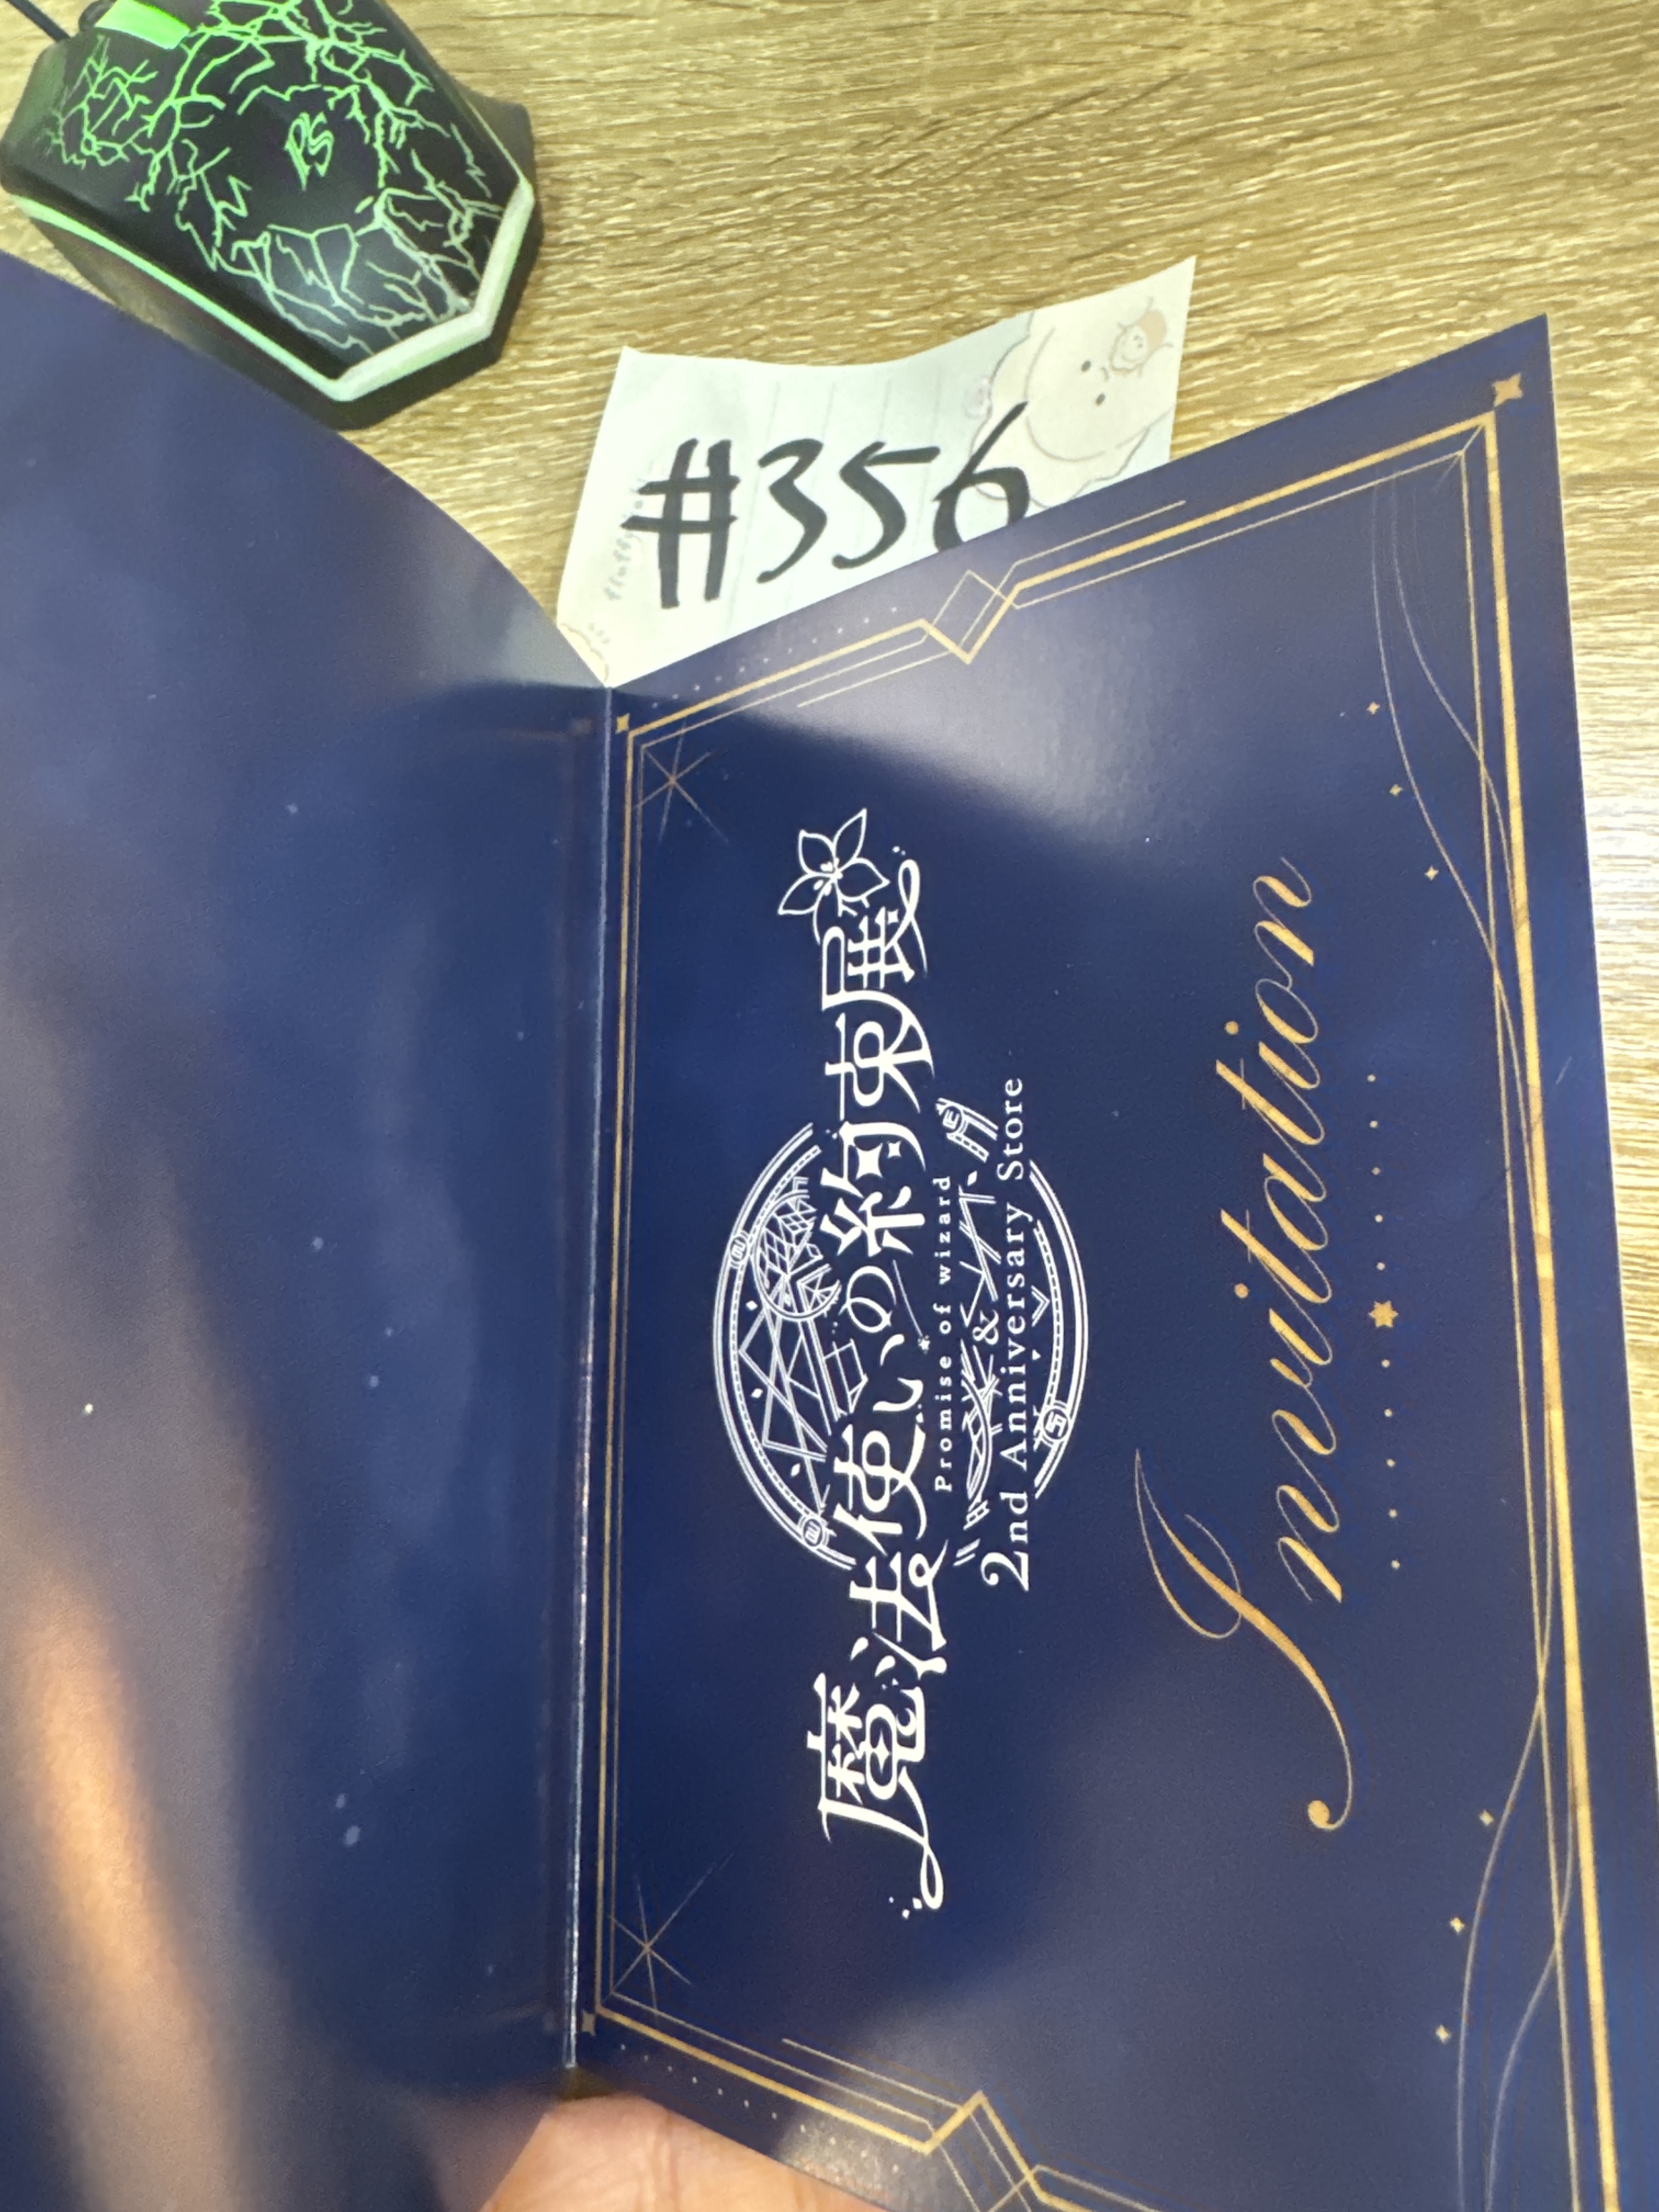 #356
魔法使いの約束展
Promise of wizard
&
2nd Anniversary Store
Invitation